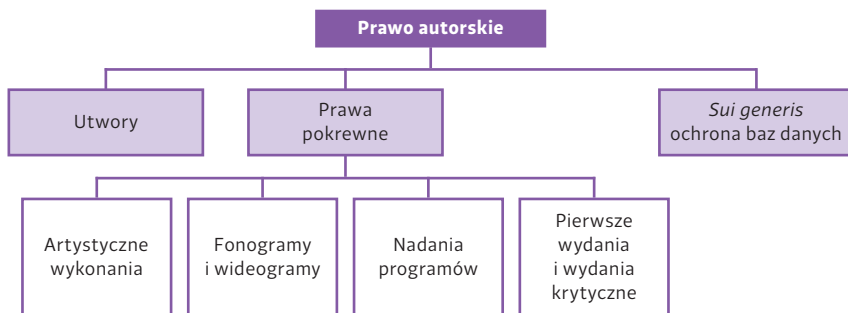 Prawo autorskie
Utwory
Prawa
pokrewne
Sui generis
ochrona baz danych
Artystyczne
wykonania
Fonogramy
i wideogramy
Nadania
programów
Pierwsze
wydania
i wydania
krytyczne